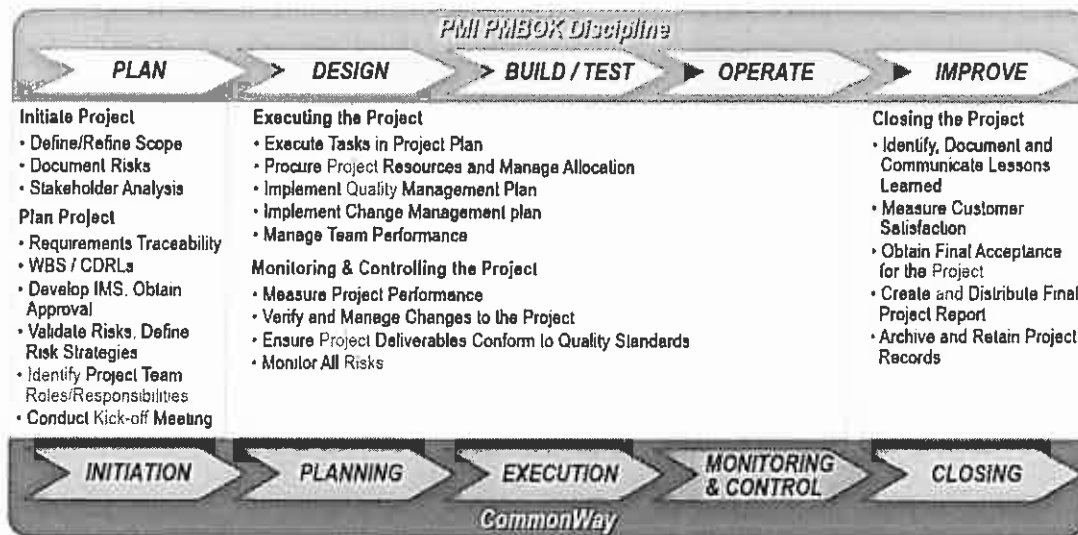 PMI PMBOK Discipline
PLAN
DESIGN
BUILD / TEST
OPERATE
IMPROVE
Initiate Project
• Define/Refine Scope
• Document Risks
• Stakeholder Analysis
Plan Project
• Requirements Traceability
• WBS / CDRLs
• Develop IMS, Obtain
Approval
• Validate Risks, Define
Risk Strategies
• Identify Project Team
Roles/Responsibilities
• Conduct Kick-off Meeting
Executing the Project
• Execute Tasks in Project Plan
• Procure Project Resources and Manage Allocation
• Implement Quality Management Plan
• Implement Change Management plan
• Manage Team Performance
Monitoring & Controlling the Project
• Measure Project Performance
• Verify and Manage Changes to the Project
• Ensure Project Deliverables Conform to Quality Standards
• Monitor All Risks
Closing the Project
• Identify, Document and
Communicate Lessons
Learned
• Measure Customer
Satisfaction
• Obtain Final Acceptance
for the Project
• Create and Distribute Final
Project Report
• Archive and Retain Project
Records
INITIATION
PLANNING
EXECUTION
MONITORING
& CONTROL
CLOSING
CommonWay